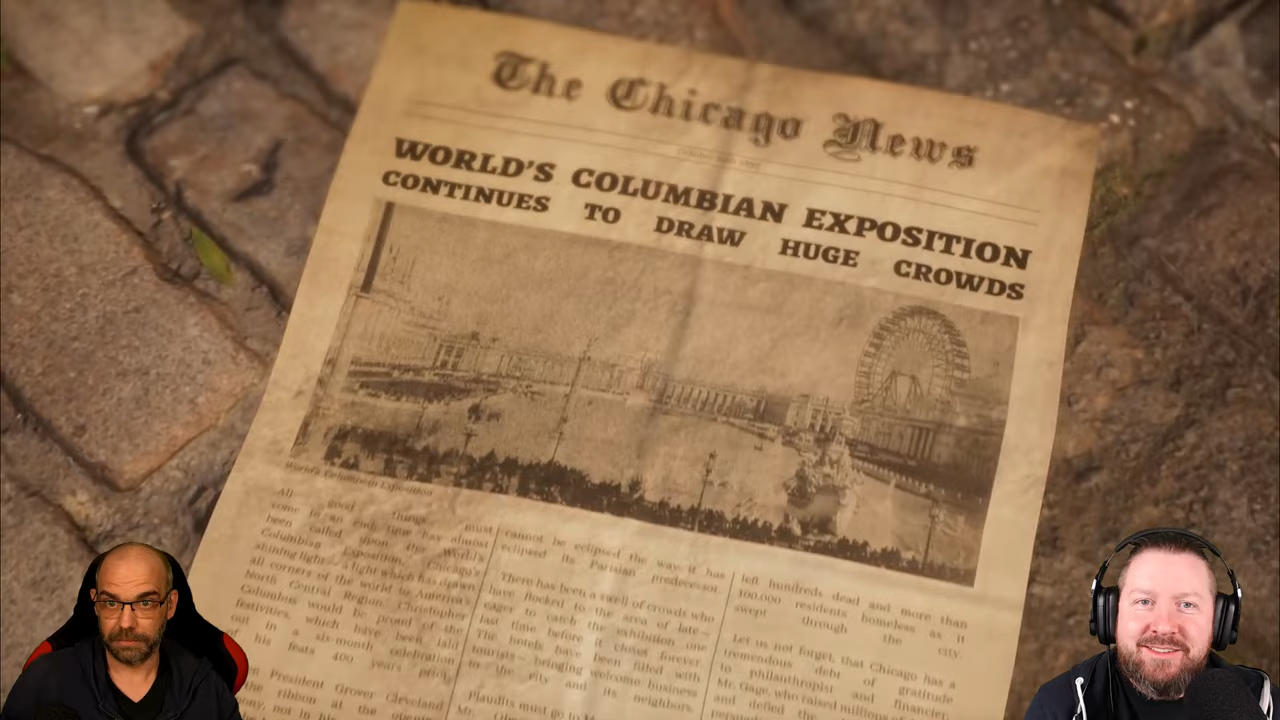 The Chicago News
WORLD'S COLUMBIAN EXPOSITION
CONTINUES TO DRAW HUGE CROWDS
World's Columbian Exposition
All good things must
come to an end; time has almost
been called upon the World's
Columbian Exposition, Chicago's
shining light – a light which has drawn
all corners of the world to America's
North Central Region. Christopher
Columbus would be proud of the
festivities, which have been laid
out in a six-month celebration
of his feats 400 years prior.
President Grover Cleveland
the ribbon at the
not in his
cannot be eclipsed the way it has
eclipsed its Parisian predecessor.
There has been a swell of crowds who
have flocked to the area of late–
eager to catch the exhibition one
last time before it closes forever.
The hotels have been filled with
tourists bringing welcome business
to the city and its neighbors.
Plaudits must go to
Mr.
left hundreds dead and more than
100,000 residents homeless as it
swept through the city.
Let us not forget, that Chicago has a
tremendous debt of gratitude
to philanthropist and financier,
Mr. Gage, who raised millions of
and defied the